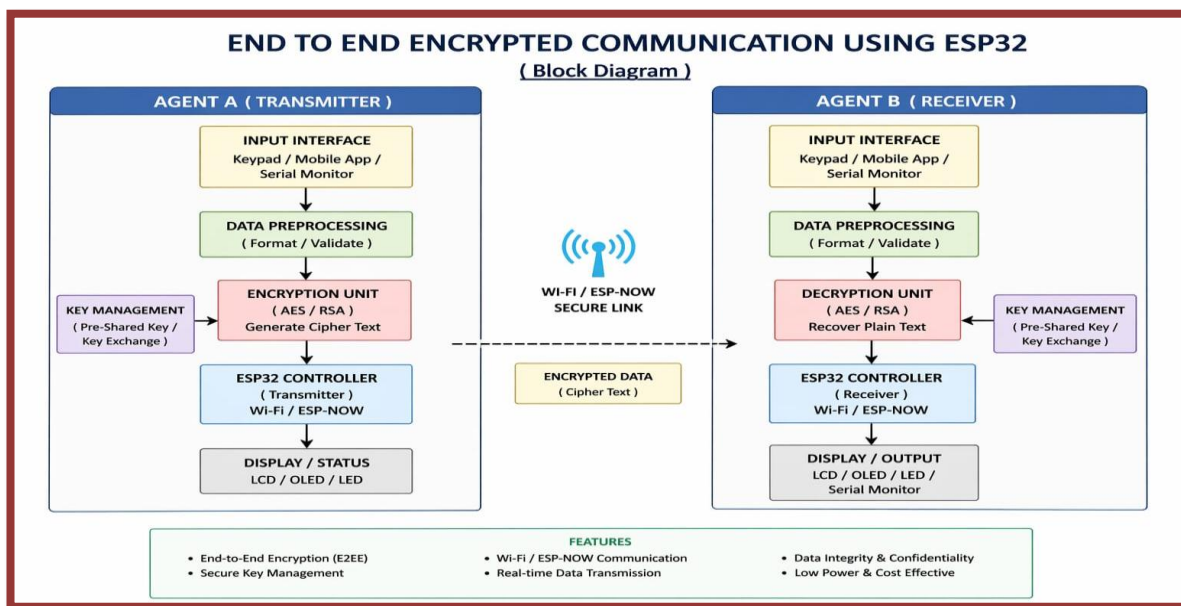 END TO END ENCRYPTED COMMUNICATION USING ESP32
( Block Diagram )
AGENT A ( TRANSMITTER )
INPUT INTERFACE
Keypad / Mobile App /
Serial Monitor
DATA PREPROCESSING
( Format / Validate )
ENCRYPTION UNIT
( AES / RSA )
Generate Cipher Text
KEY MANAGEMENT
( Pre-Shared Key /
Key Exchange )
ESP32 CONTROLLER
( Transmitter )
Wi-Fi / ESP-NOW
DISPLAY / STATUS
LCD / OLED / LED
WI-FI / ESP-NOW
SECURE LINK
ENCRYPTED DATA
( Cipher Text )
AGENT B ( RECEIVER )
INPUT INTERFACE
Keypad / Mobile App /
Serial Monitor
DATA PREPROCESSING
( Format / Validate )
DECRYPTION UNIT
( AES / RSA )
Recover Plain Text
KEY MANAGEMENT
( Pre-Shared Key /
Key Exchange )
ESP32 CONTROLLER
( Receiver )
Wi-Fi / ESP-NOW
DISPLAY / OUTPUT
LCD / OLED / LED /
Serial Monitor
FEATURES
• End-to-End Encryption (E2EE)
• Secure Key Management
• Wi-Fi / ESP-NOW Communication
• Real-time Data Transmission
• Data Integrity & Confidentiality
• Low Power & Cost Effective